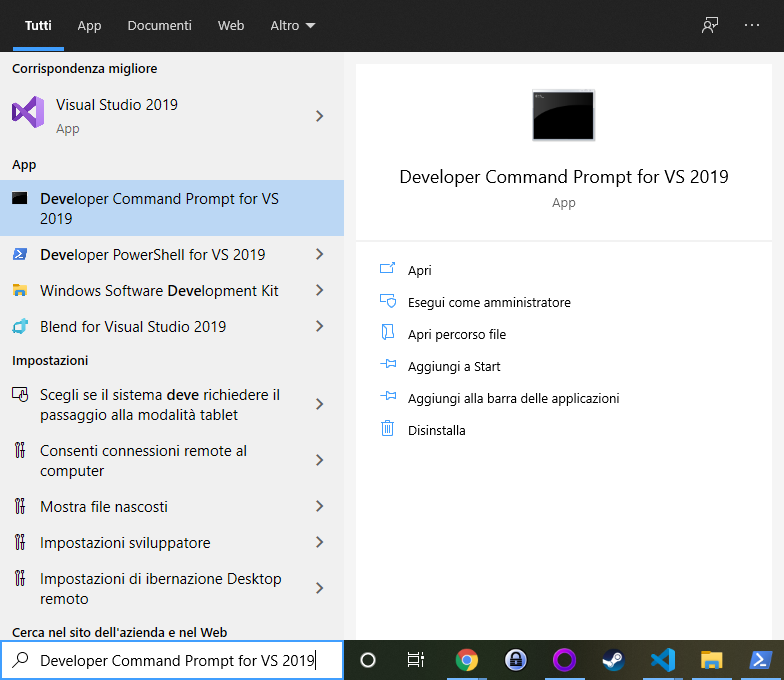 Tutti App Documenti Web Altro
Corrispondenza migliore
Visual Studio 2019
App
App
Developer Command Prompt for VS
2019
Developer PowerShell for VS 2019
Windows Software Development Kit
Blend for Visual Studio 2019
Impostazioni
Scegli se il sistema deve richiedere il
passaggio alla modalità tablet
Consenti connessioni remote al
computer
Mostra file nascosti
Impostazioni sviluppatore
Impostazioni di ibernazione Desktop
remoto
Cerca nel sito dell'azienda e nel Web
Developer Command Prompt for VS 2019
Developer Command Prompt for VS 2019
App
Apri
Esegui come amministratore
Apri percorso file
Aggiungi a Start
Aggiungi alla barra delle applicazioni
Disinstalla